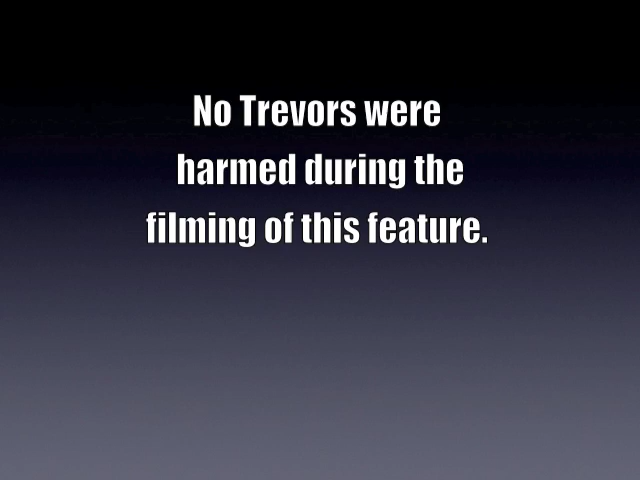 No Trevors were
harmed during the
filming of this feature.